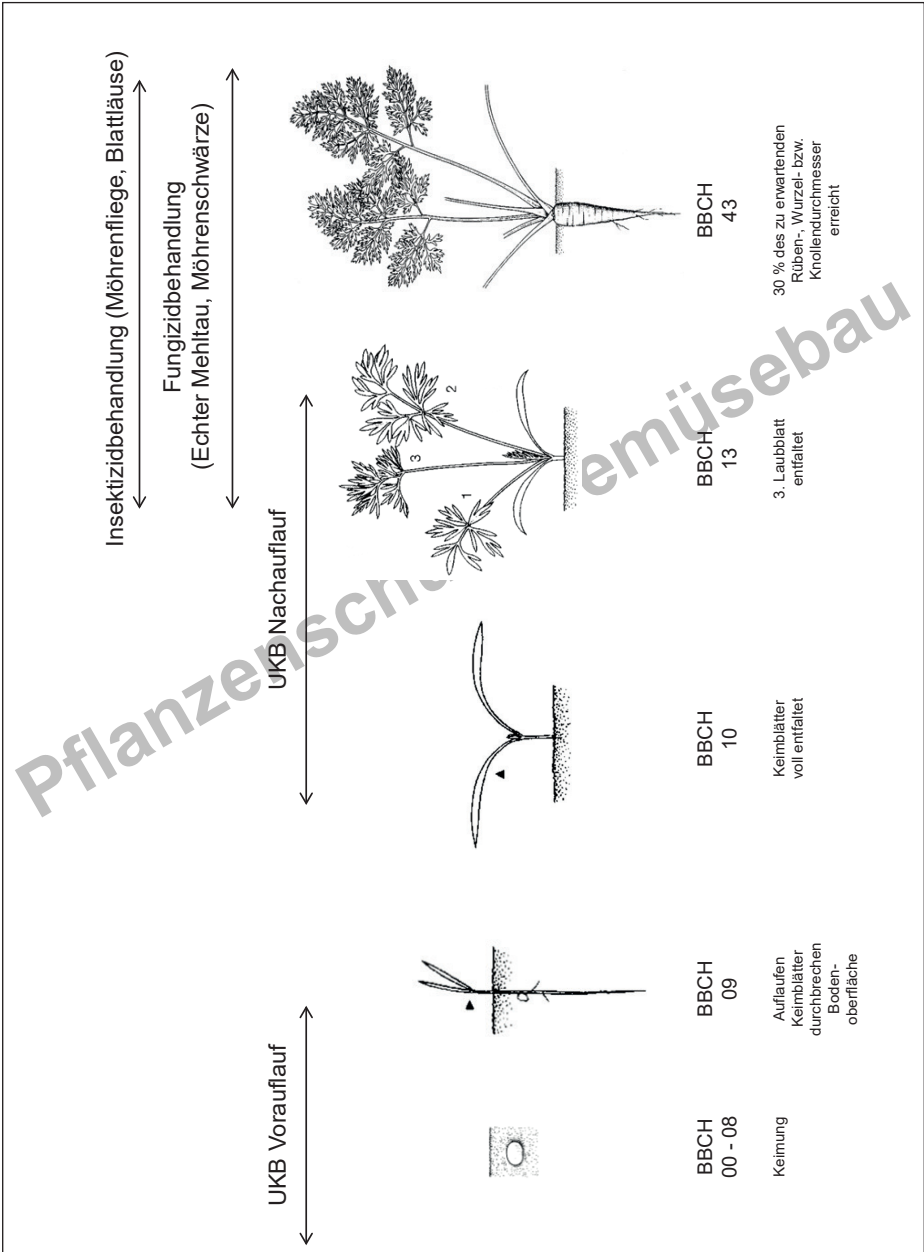 Insektizidbehandlung (Möhrenfliege, Blattläuse)
Fungizidbehandlung
(Echter Mehltau, Möhrenschwärze)
UKB Vorauflauf
UKB Nachauflauf
1
3
2
BBCH
00 - 08
Keimung
BBCH
09
Auflaufen
Keimblätter
durchbrechen
Boden-
oberfläche
BBCH
10
Keimblätter
voll entfaltet
BBCH
13
3. Laubblatt
entfaltet
BBCH
43
30 % des zu erwartenden
Rüben-, Wurzel- bzw.
Knollendurchmesser
erreicht